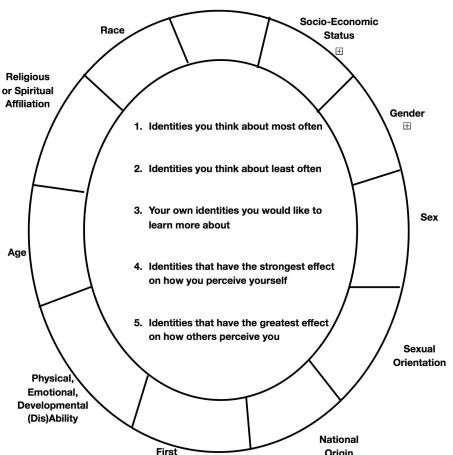 Race
Socio-Economic
Status
Religious
or Spiritual
Affiliation
Gender
1. Identities you think about most often
2. Identities you think about least often
3. Your own identities you would like to
learn more about
Sex
Age
4. Identities that have the strongest effect
on how you perceive yourself
5. Identities that have the greatest effect
on how others perceive you
Sexual
Orientation
Physical,
Emotional,
Developmental
(Dis)Ability
National
Origin
First